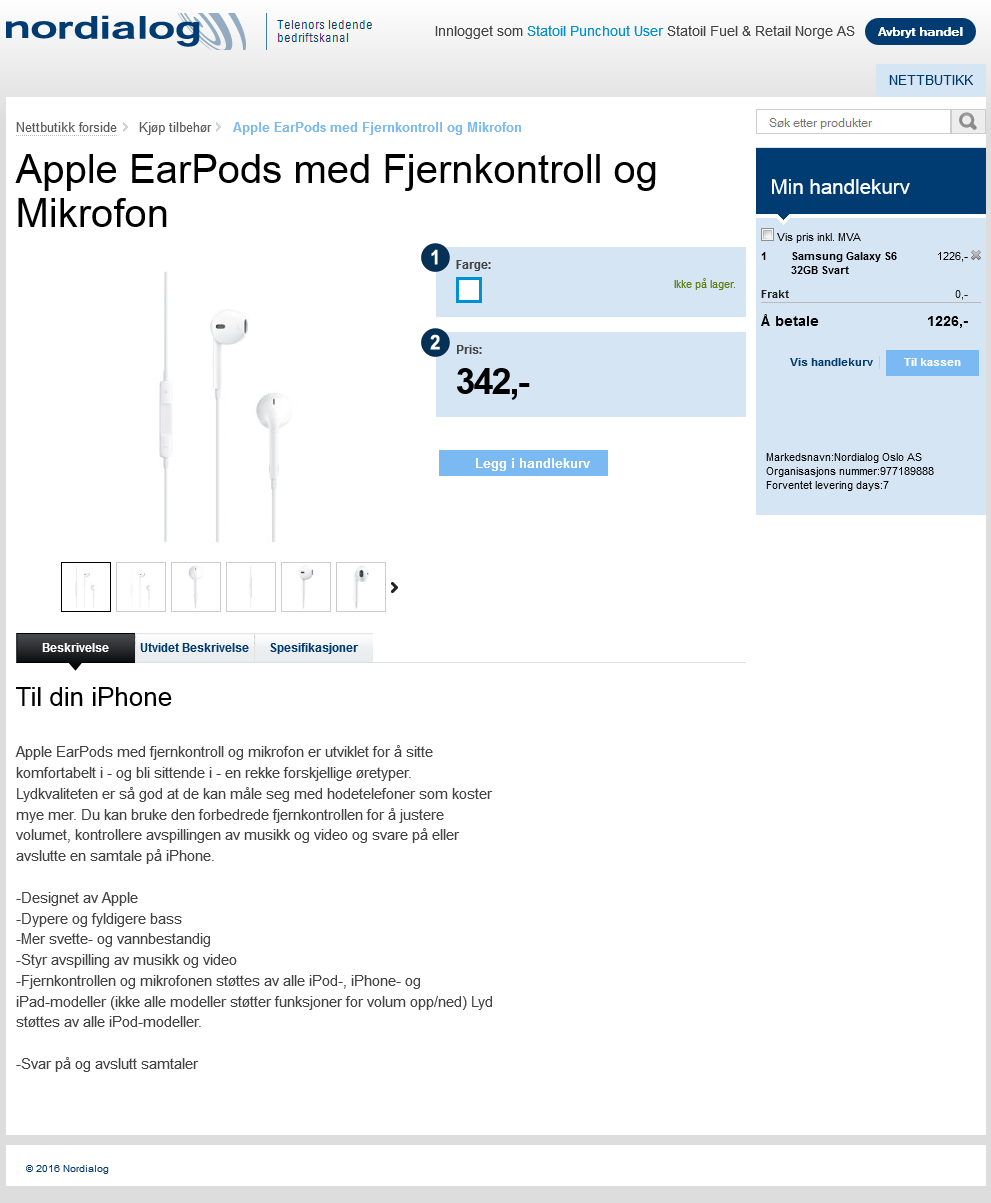 nordialog
Telenors ledende
bedriftskanal
Innlogget som Statoil Punchout User Statoil Fuel & Retail Norge AS
Avbryt handel
NETTBUTIKK
Nettbutikk forside
Kjøp tilbehør
Apple EarPods med Fjernkontroll og Mikrofon
Søk etter produkter
Apple EarPods med Fjernkontroll og
Mikrofon
1
Farge:
Ikke på lager.
2
Pris:
342,-
Legg i handlekurv
Min handlekurv
Vis pris inkl. MVA
1 Samsung Galaxy S6 1226,-
32GB Svart
Frakt 0,-
Å betale 1226,-
Vis handlekurv
Til kassen
Markedsnavn:Nordialog Oslo AS
Organisasjons nummer:977189888
Forventet levering days:7
Beskrivelse
Utvidet Beskrivelse
Spesifikasjoner
Til din iPhone
Apple EarPods med fjernkontroll og mikrofon er utviklet for å sitte
komfortabelt i - og bli sittende i - en rekke forskjellige øretyper.
Lydkvaliteten er så god at de kan måle seg med hodetelefoner som koster
mye mer. Du kan bruke den forbedrede fjernkontrollen for å justere
volumet, kontrollere avspillingen av musikk og video og svare på eller
avslutte en samtale på iPhone.
-Designet av Apple
-Dypere og fyldigere bass
-Mer svette- og vannbestandig
-Styr avspilling av musikk og video
-Fjernkontrollen og mikrofonen støttes av alle iPod-, iPhone- og
iPad-modeller (ikke alle modeller støtter funksjoner for volum opp/ned) Lyd
støttes av alle iPod-modeller.
-Svar på og avslutt samtaler
© 2016 Nordialog